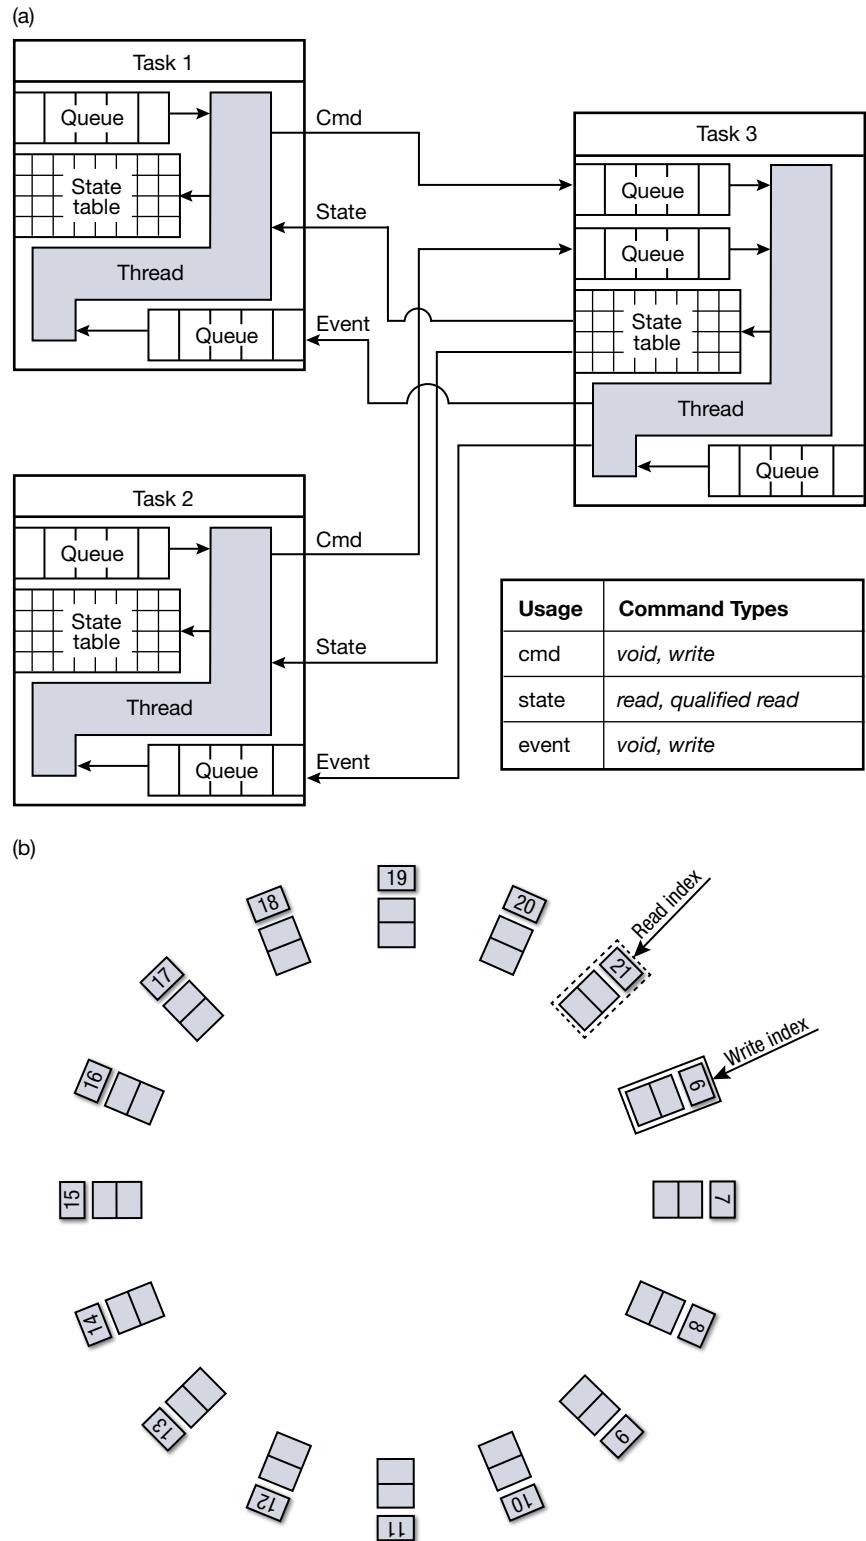 (a)
Task 1
Queue
State
table
Thread
Queue
Cmd
State
Event
Task 3
Queue
Queue
State
table
Thread
Queue
Task 2
Queue
State
table
Thread
Queue
Cmd
State
Event
Usage Command Types
cmd void, write
state read, qualified read
event void, write
(b)
19
20
21
Read index
6
Write index
7
8
9
10
11
12
13
14
15
16
17
18